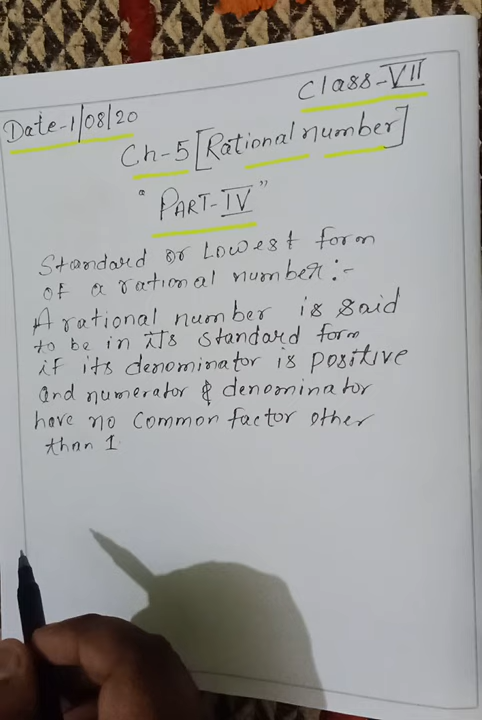 Class-VII
Date-1/08/20
Ch-5 [Rational number]
"PART-IV"
Standard or Lowest form
of a rational number:-
A rational number is said
to be in its standard form
if its denominator is positive
and numerator & denominator
have no common factor other
than 1